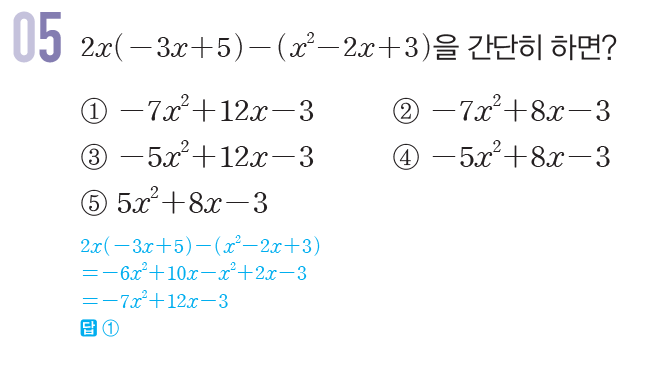 05 2x(-3x+5)-(x²-2x+3)을 간단히 하면?
① -7x²+12x-3 ② -7x²+8x-3
③ -5x²+12x-3 ④ -5x²+8x-3
⑤ 5x²+8x-3
2x(-3x+5)-(x²-2x+3)
=-6x²+10x-x²+2x-3
=-7x²+12x-3
답 ①